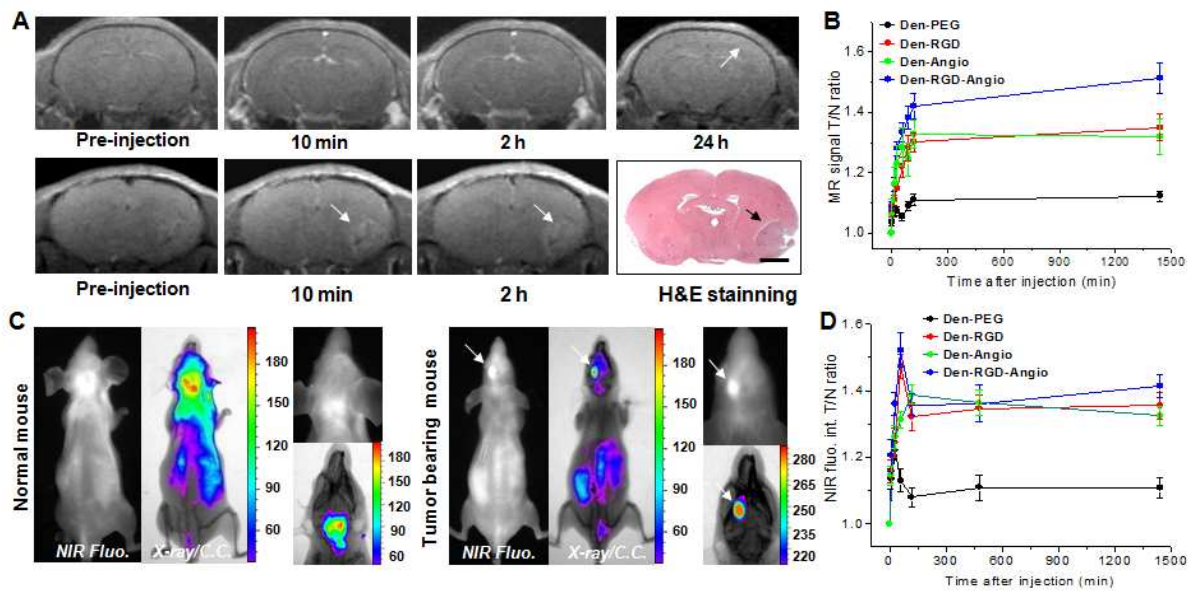 A
Pre-injection 10 min 2 h 24 h
Pre-injection 10 min 2 h H&E stainning
B
Den-PEG
Den-RGD
Den-Angio
Den-RGD-Angio
MR signal T/N ratio
1.6
1.4
1.2
1.0
0 300 600 900 1200 1500
Time after injection (min)
C
Normal mouse
NIR Fluo. X-ray/C.C.
180
150
120
90
60
180
150
120
90
60
Tumor bearing mouse
NIR Fluo. X-ray/C.C.
180
150
120
90
60
280
265
250
235
220
D
Den-PEG
Den-RGD
Den-Angio
Den-RGD-Angio
NIR fluo. int. T/N ratio
1.6
1.4
1.2
1.0
0 300 600 900 1200 1500
Time after injection (min)